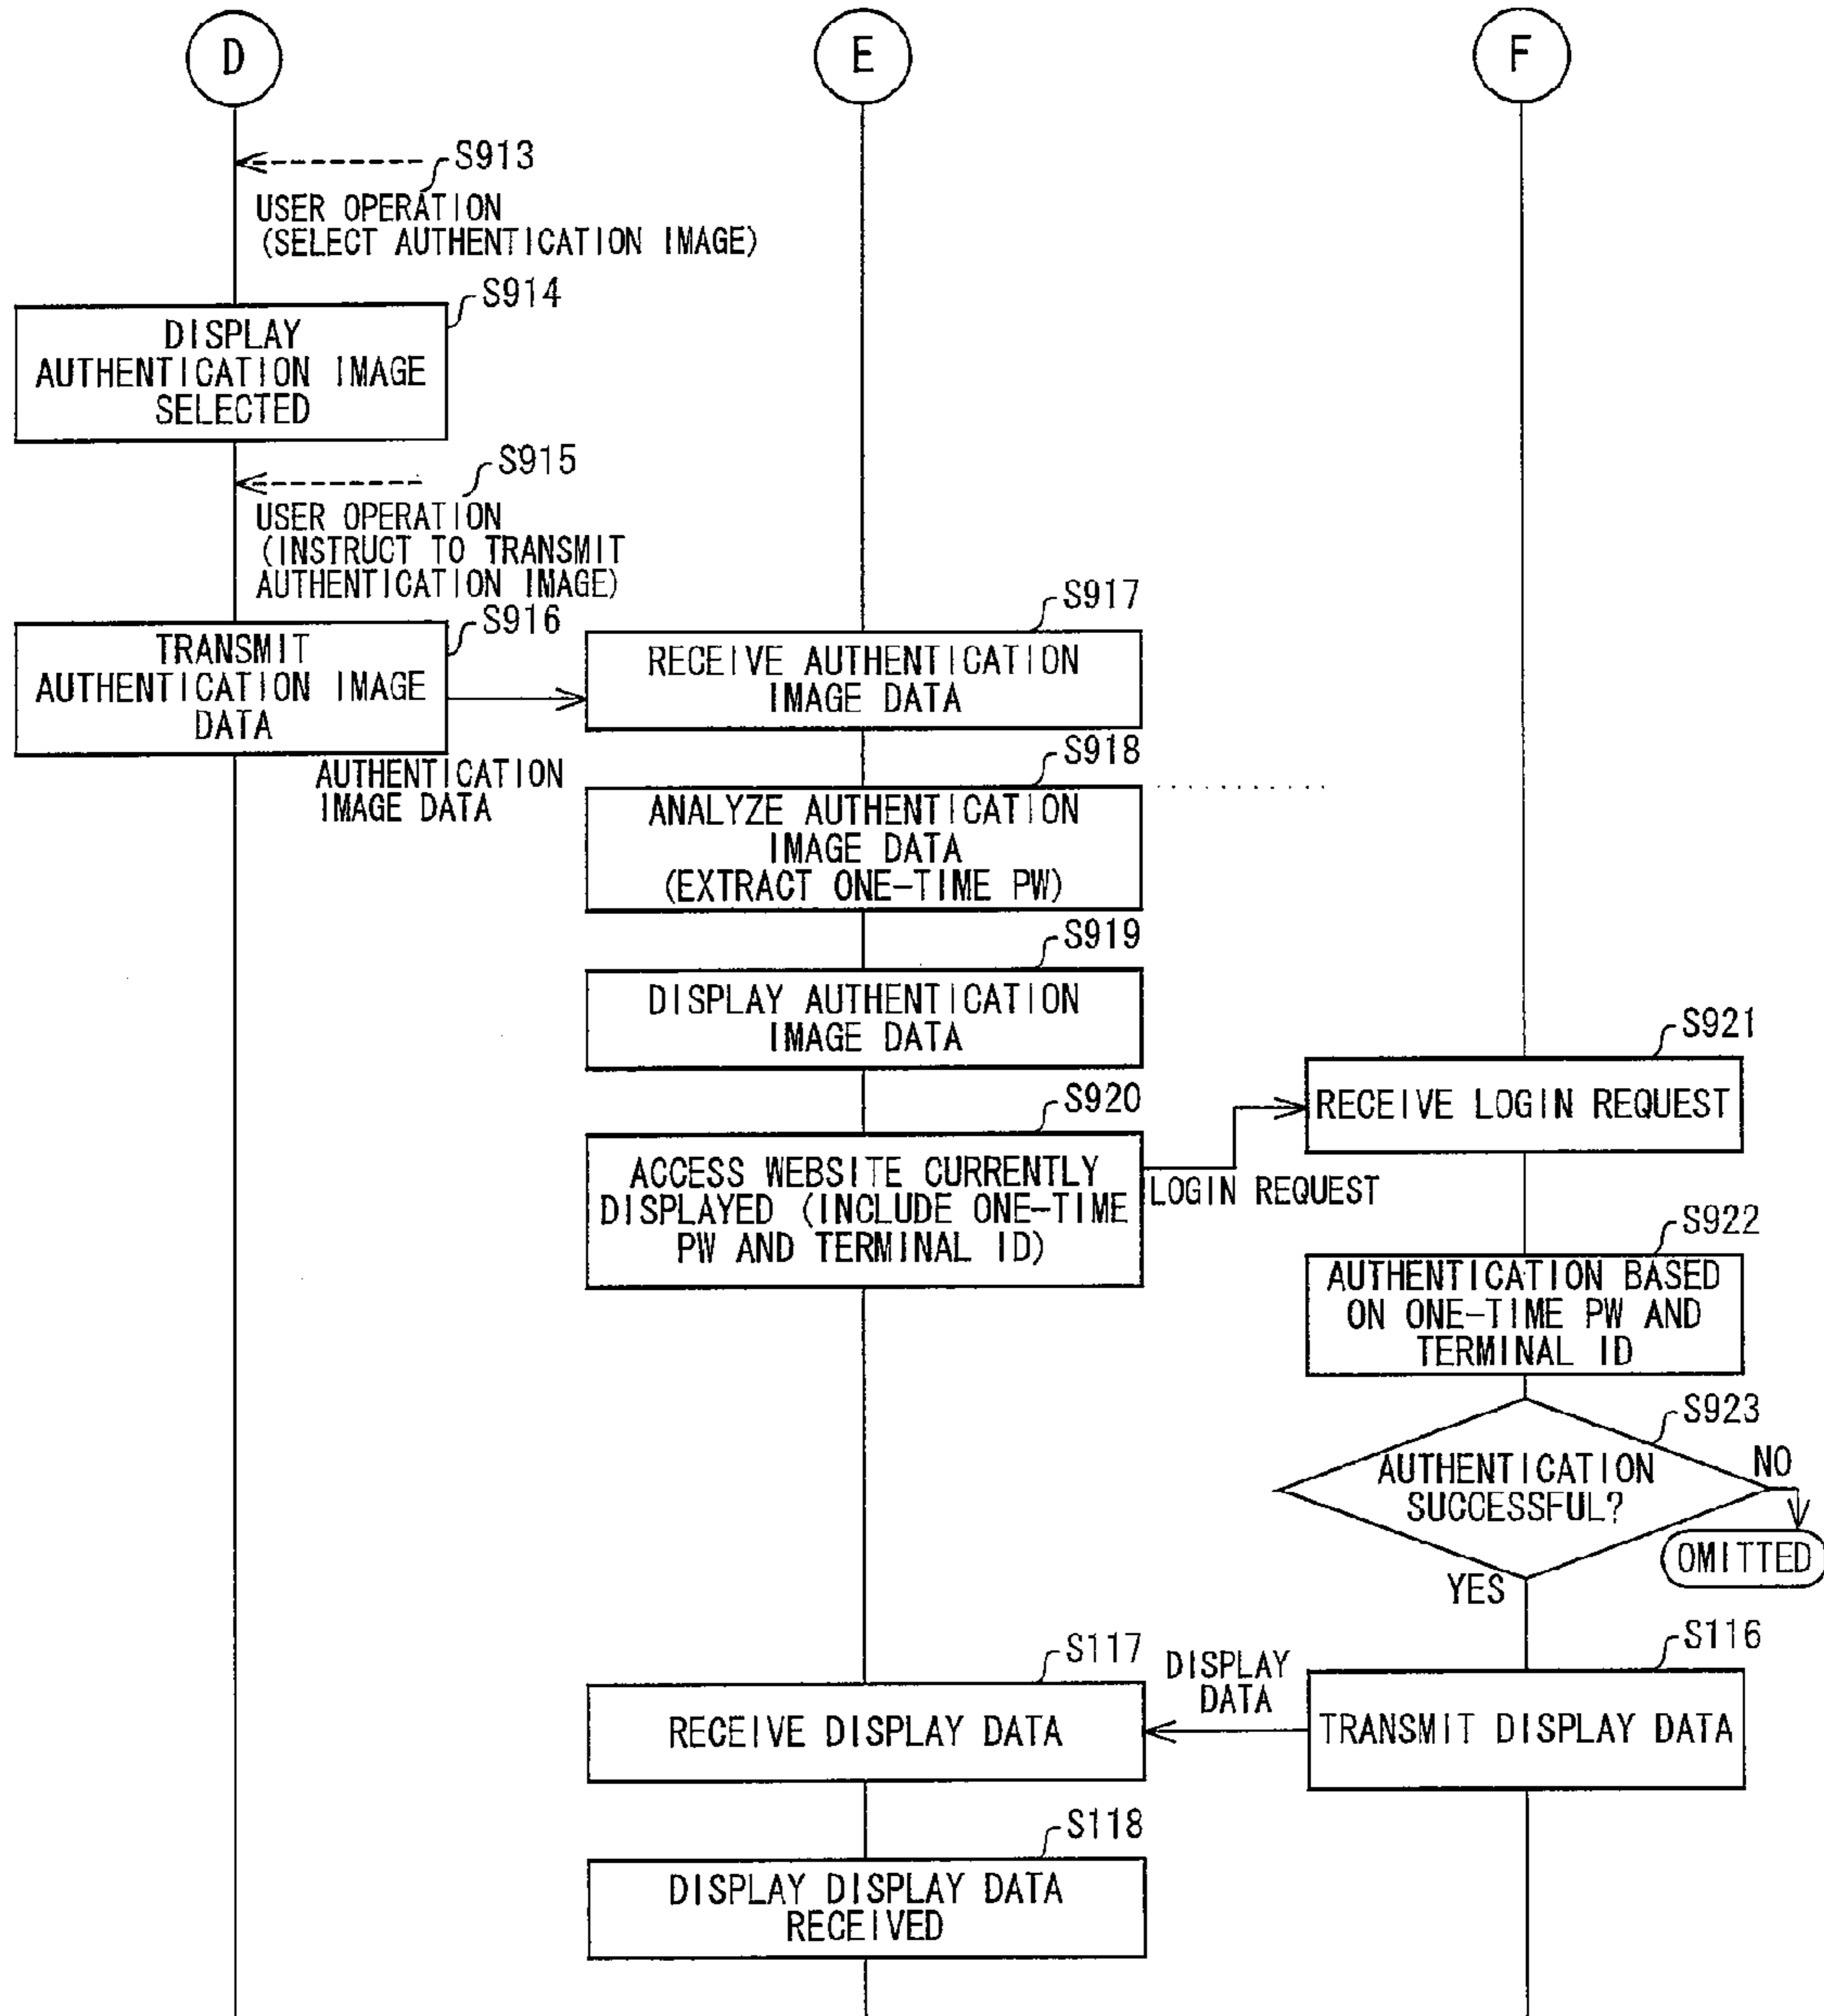 D
E
F
S913
USER OPERATION
(SELECT AUTHENTICATION IMAGE)
S914
DISPLAY
AUTHENTICATION IMAGE
SELECTED
S915
USER OPERATION
(INSTRUCT TO TRANSMIT
AUTHENTICATION IMAGE)
S916
TRANSMIT
AUTHENTICATION IMAGE
DATA
AUTHENTICATION
IMAGE DATA
S917
RECEIVE AUTHENTICATION
IMAGE DATA
S918
ANALYZE AUTHENTICATION
IMAGE DATA
(EXTRACT ONE-TIME PW)
S919
DISPLAY AUTHENTICATION
IMAGE DATA
S920
ACCESS WEBSITE CURRENTLY
DISPLAYED (INCLUDE ONE-TIME
PW AND TERMINAL ID)
LOGIN REQUEST
S921
RECEIVE LOGIN REQUEST
S922
AUTHENTICATION BASED
ON ONE-TIME PW AND
TERMINAL ID
S923
AUTHENTICATION
SUCCESSFUL?
NO
OMITTED
YES
S116
TRANSMIT DISPLAY DATA
DISPLAY
DATA
S117
RECEIVE DISPLAY DATA
S118
DISPLAY DISPLAY DATA
RECEIVED